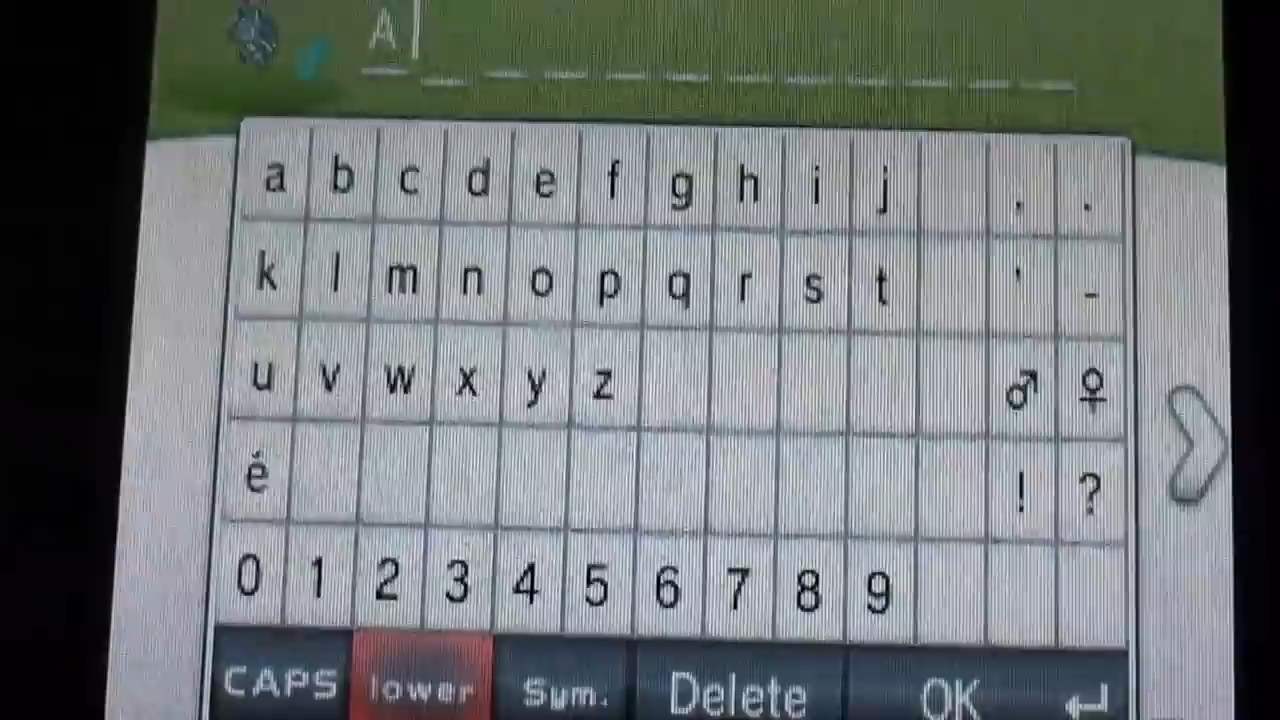 A
a b c d e f g h i j , .
k l m n o p q r s t ' -
u v w x y z ♂ ♀
é ! ?
0 1 2 3 4 5 6 7 8 9
CAPS lower Sym. Delete OK ↵